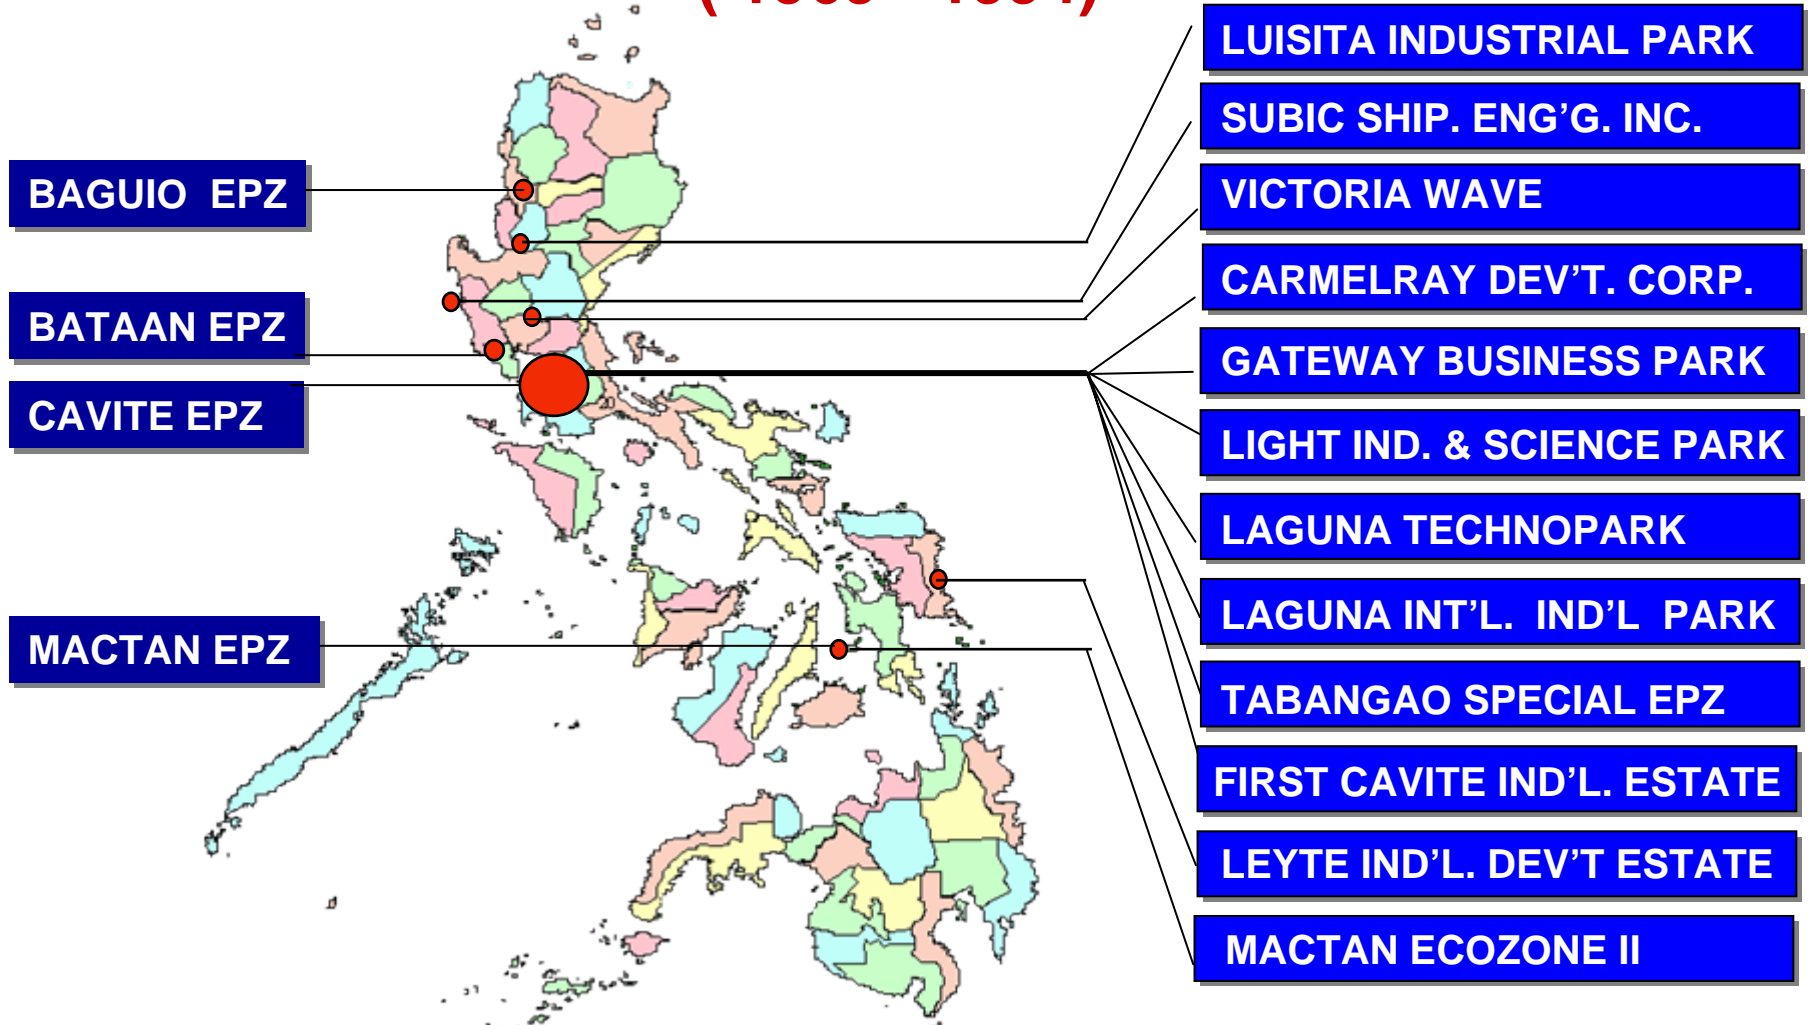 BAGUIO EPZ
BATAAN EPZ
CAVITE EPZ
MACTAN EPZ
LUISITA INDUSTRIAL PARK
SUBIC SHIP. ENG’G. INC.
VICTORIA WAVE
CARMELRAY DEV’T. CORP.
GATEWAY BUSINESS PARK
LIGHT IND. & SCIENCE PARK
LAGUNA TECHNOPARK
LAGUNA INT’L. IND’L PARK
TABANGAO SPECIAL EPZ
FIRST CAVITE IND’L. ESTATE
LEYTE IND’L. DEV’T ESTATE
MACTAN ECOZONE II